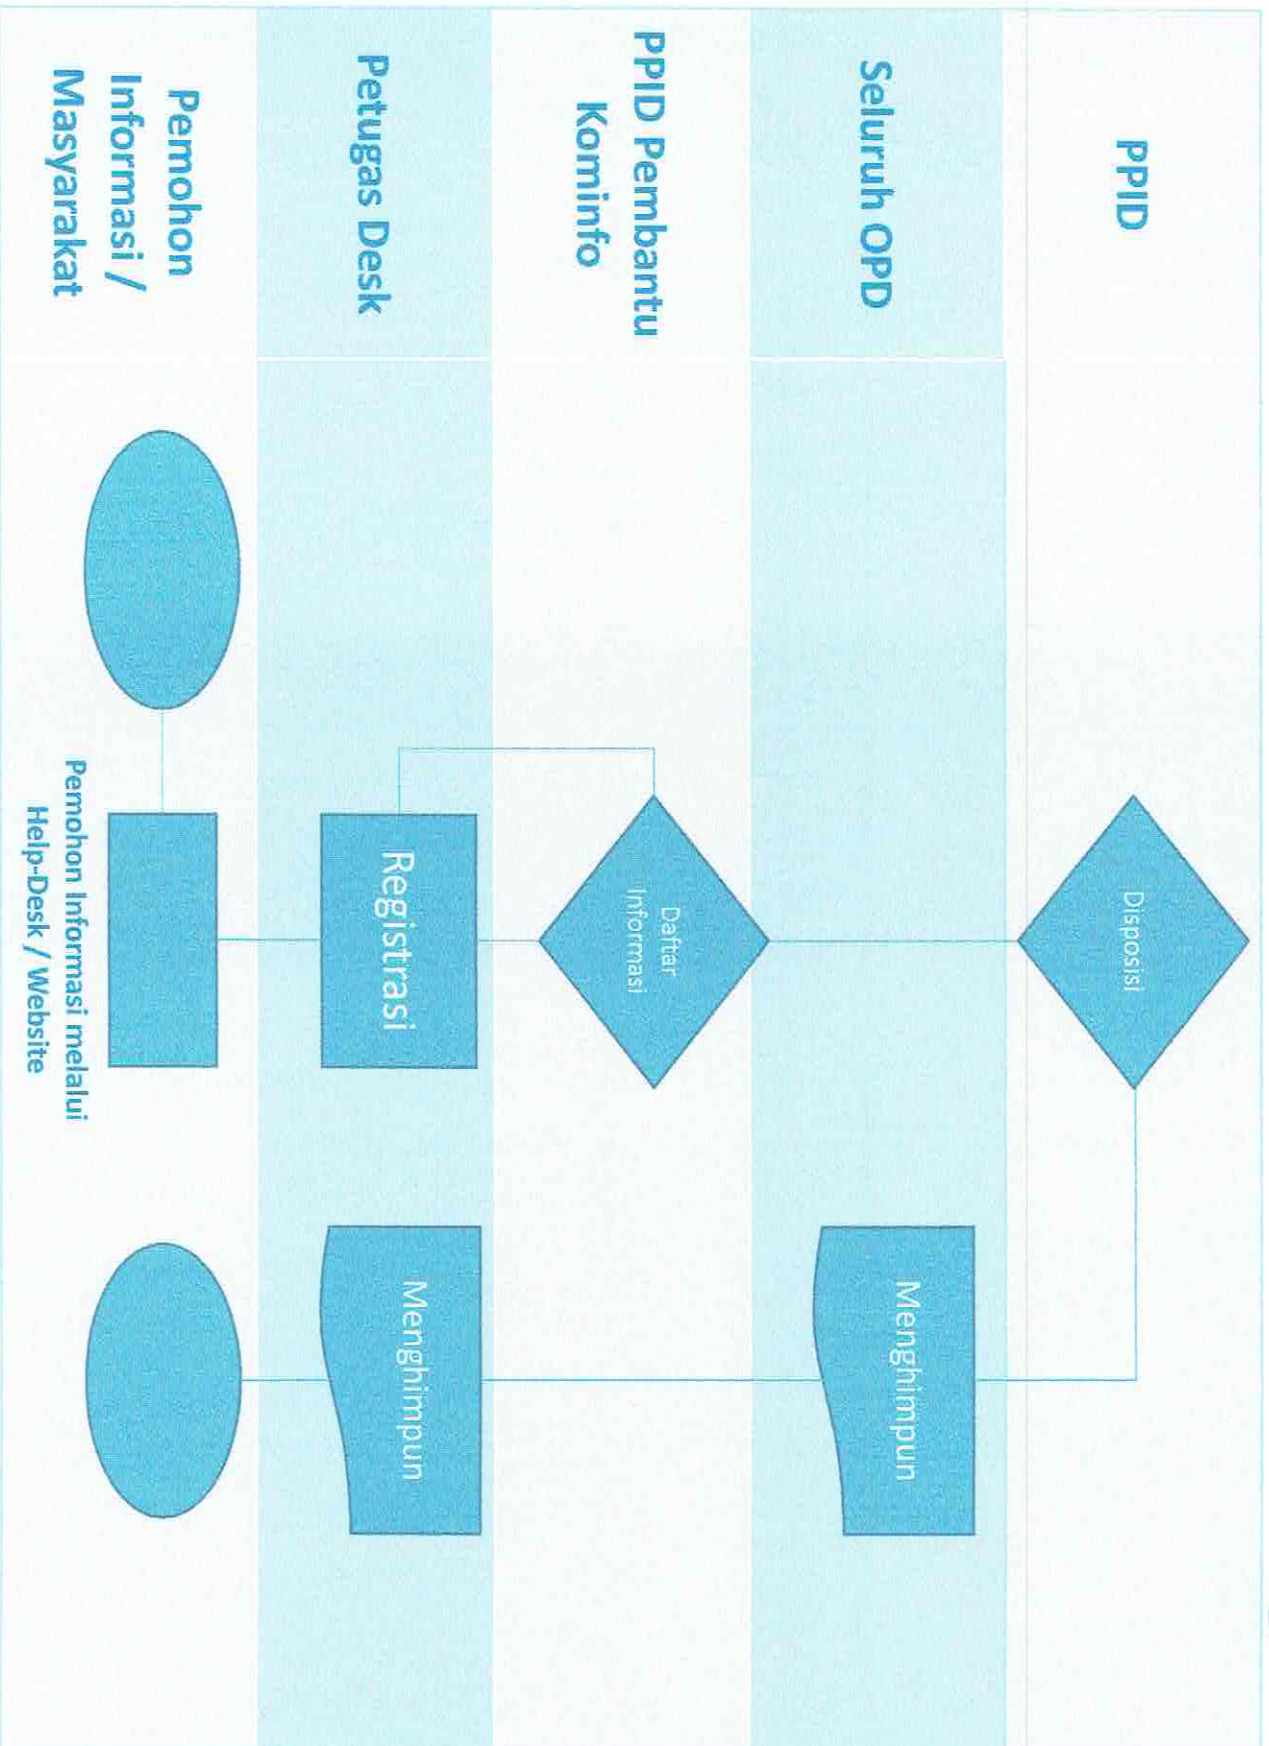 PPID
Disposisi
Seluruh OPD
Menghimpun
PPID Pembantu
Kominfo
Daftar
Informasi
Petugas Desk
Registrasi
Menghimpun
Pemohon
Informasi /
Masyarakat
Pemohon Informasi melalui
Help-Desk / Website